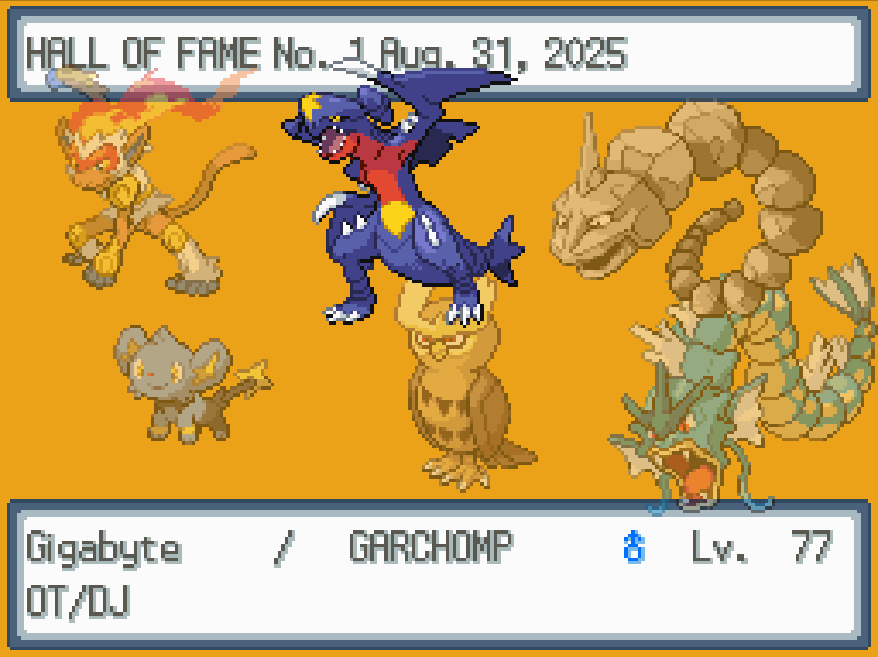 HALL OF FAME No. 1 Aug. 31, 2025
Gigabyte / GARCHOMP ♂ Lv. 77
OT/DJ